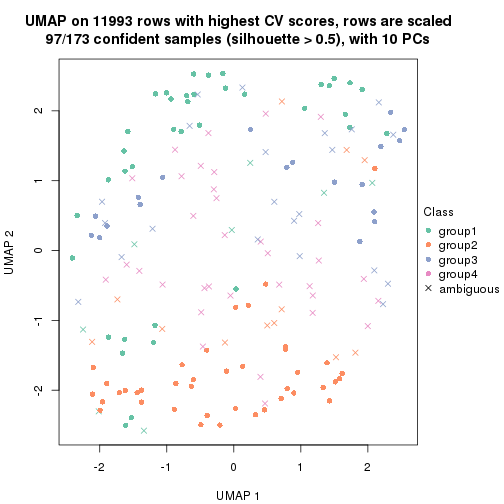 UMAP on 11993 rows with highest CV scores, rows are scaled
97/173 confident samples (silhouette > 0.5), with 10 PCs
2
1
0
-1
-2
UMAP 2
-2
-1
0
1
2
UMAP 1
Class
group1
group2
group3
group4
ambiguous